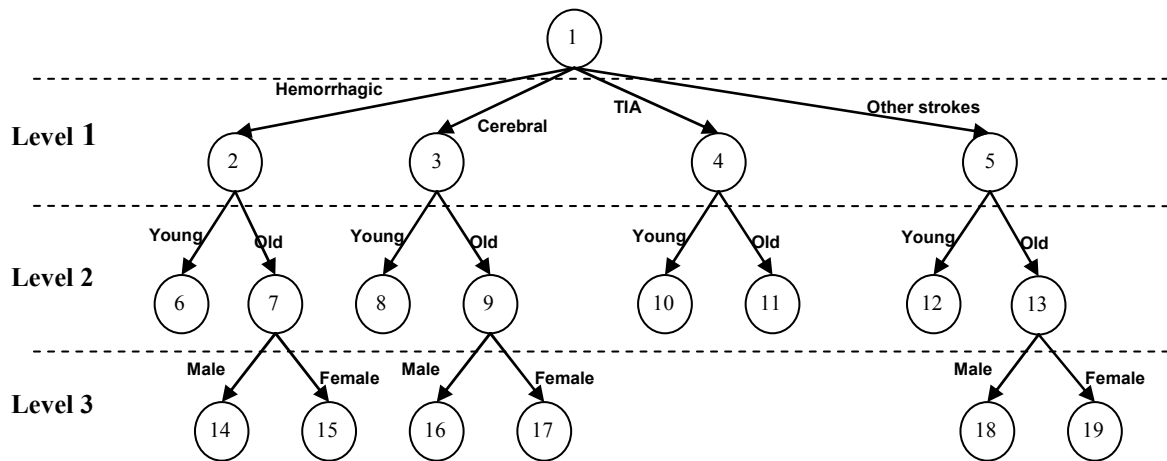 1
Hemorrhagic
TIA
Other strokes
Cerebral
Level 1
2
3
4
5
Young
Old
Young
Old
Young
Old
Young
Old
Level 2
6
7
8
9
10
11
12
13
Male
Female
Male
Female
Male
Female
Level 3
14
15
16
17
18
19